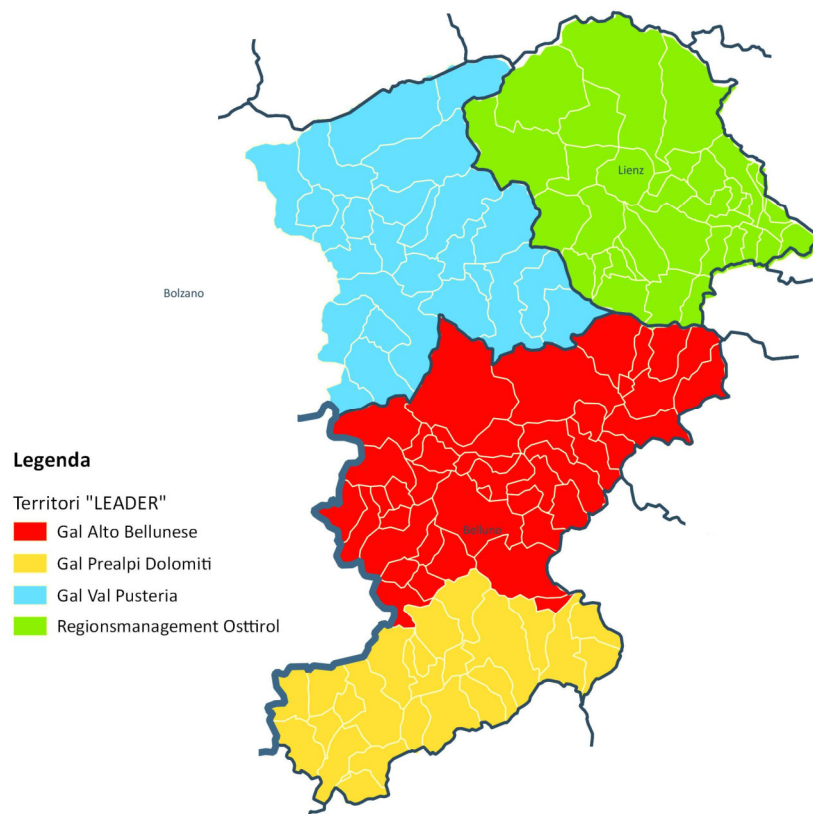 Lienz
Bolzano
Belluno
Legenda
Territori "LEADER"
Gal Alto Bellunese
Gal Prealpi Dolomiti
Gal Val Pusteria
Regionsmanagement Osttirol